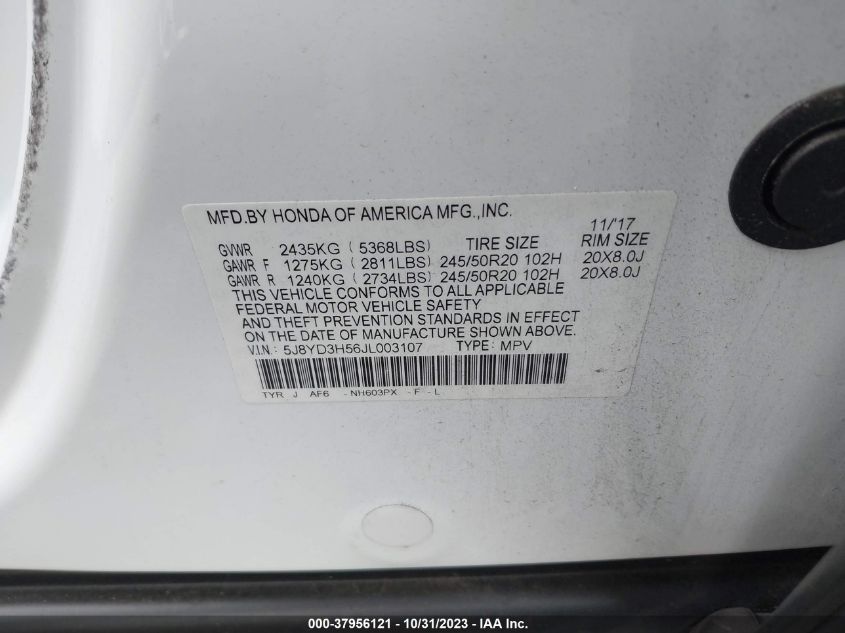 MFD.BY HONDA OF AMERICA MFG.,INC.
11/'17
GVWR 2435KG (5368LBS) TIRE SIZE RIM SIZE
GAWR F 1275KG (2811LBS) 245/50R20 102H 20X8.0J
GAWR R 1240KG (2734LBS) 245/50R20 102H 20X8.0J
THIS VEHICLE CONFORMS TO ALL APPLICABLE
FEDERAL MOTOR VEHICLE SAFETY
AND THEFT PREVENTION STANDARDS IN EFFECT
ON THE DATE OF MANUFACTURE SHOWN ABOVE.
V.I.N.: 5J8YD3H56JL003107 TYPE: MPV
TYR J AF6 -NH603PX -F -L
000-37956121 - 10/31/2023 - IAA Inc.